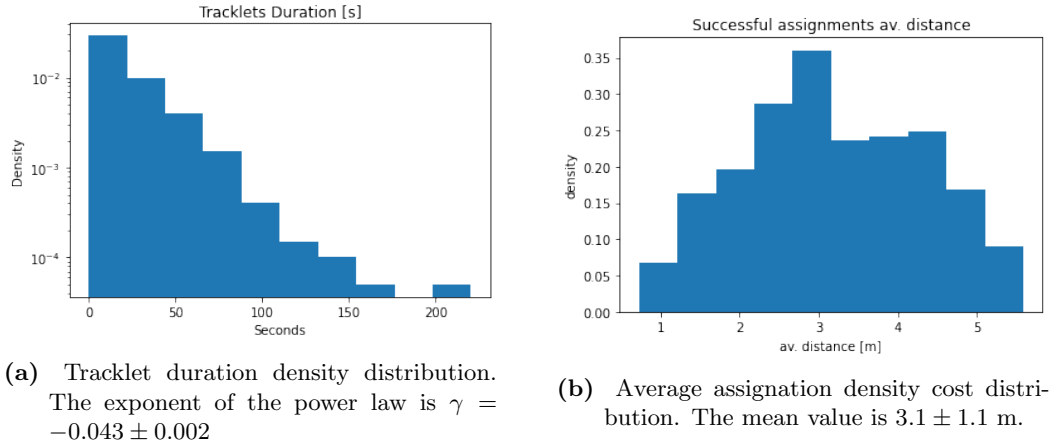 Tracklets Duration [s]
Density
10⁻²
10⁻³
10⁻⁴
0 50 100 150 200
Seconds
(a) Tracklet duration density distribution.
The exponent of the power law is γ =
−0.043 ± 0.002
Successful assignments av. distance
density
0.35
0.30
0.25
0.20
0.15
0.10
0.05
0.00
1 2 3 4 5
av. distance [m]
(b) Average assignation density cost distri-
bution. The mean value is 3.1 ± 1.1 m.